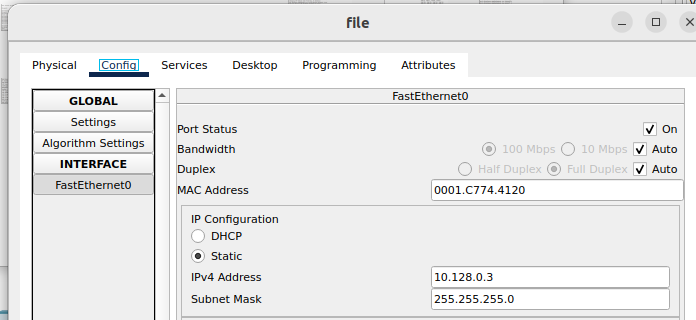 file
Physical Config Services Desktop Programming Attributes
GLOBAL
Settings
Algorithm Settings
INTERFACE
FastEthernet0
FastEthernet0
Port Status On
Bandwidth 100 Mbps 10 Mbps Auto
Duplex Half Duplex Full Duplex Auto
MAC Address 0001.C774.4120
IP Configuration
DHCP
Static
IPv4 Address 10.128.0.3
Subnet Mask 255.255.255.0